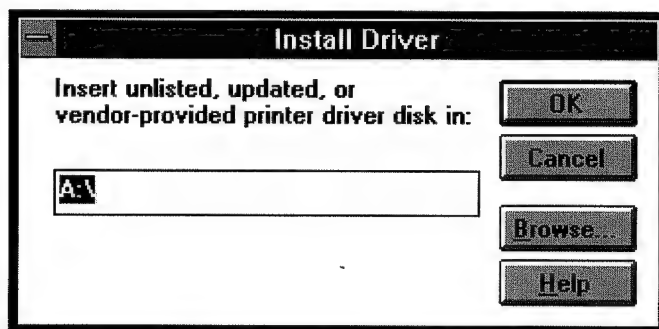 Install Driver
Insert unlisted, updated, or
vendor-provided printer driver disk in:
A:\
OK
Cancel
Browse...
Help